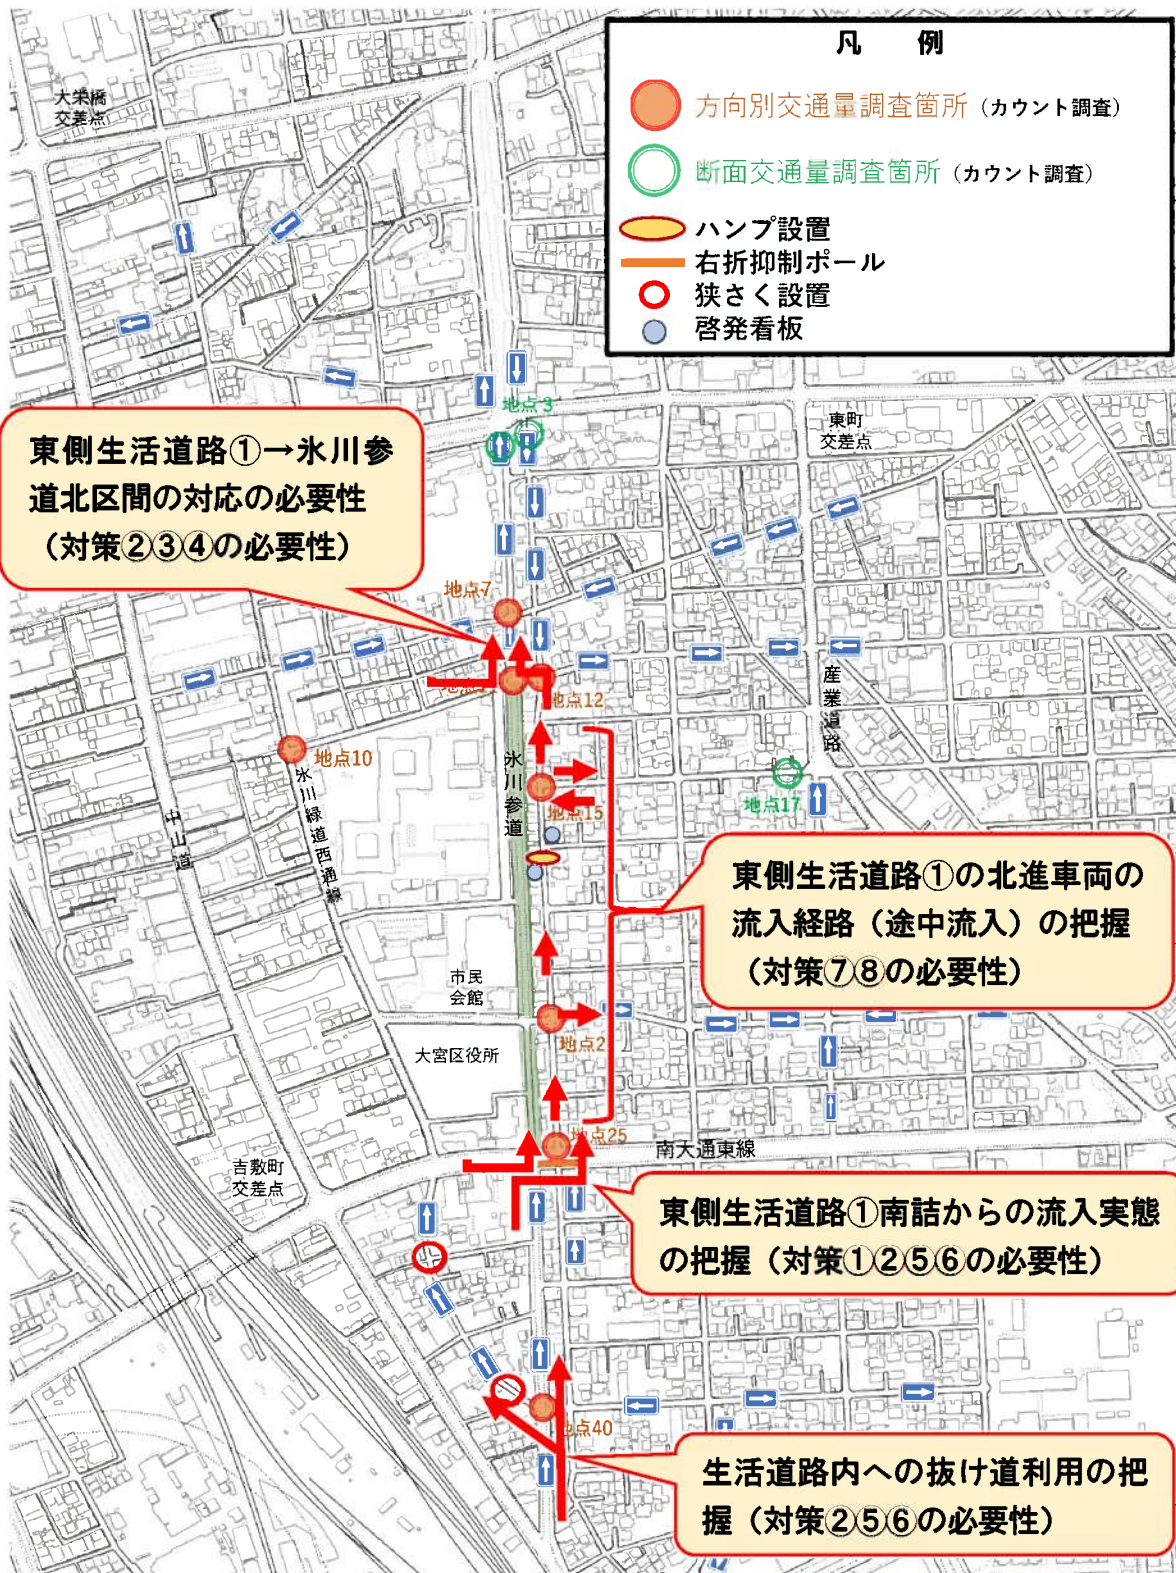 凡 例
方向別交通量調査箇所（カウント調査）
断面交通量調査箇所（カウント調査）
ハンプ設置
右折抑制ポール
狭さく設置
啓発看板
大栄橋
交差点
地点3
東町
交差点
東側生活道路①→氷川参
道北区間の対応の必要性
（対策②③④の必要性）
地点7
地点12
産業道路
地点10
氷川参道
氷川緑道西通線
中山道
地点15
地点17
東側生活道路①の北進車両の
流入経路（途中流入）の把握
（対策⑦⑧の必要性）
市民
会館
大宮区役所
地点2
地点25
南大通東線
吉敷町
交差点
東側生活道路①南詰からの流入実態
の把握（対策①②⑤⑥の必要性）
地点40
生活道路内への抜け道利用の把
握（対策②⑤⑥の必要性）